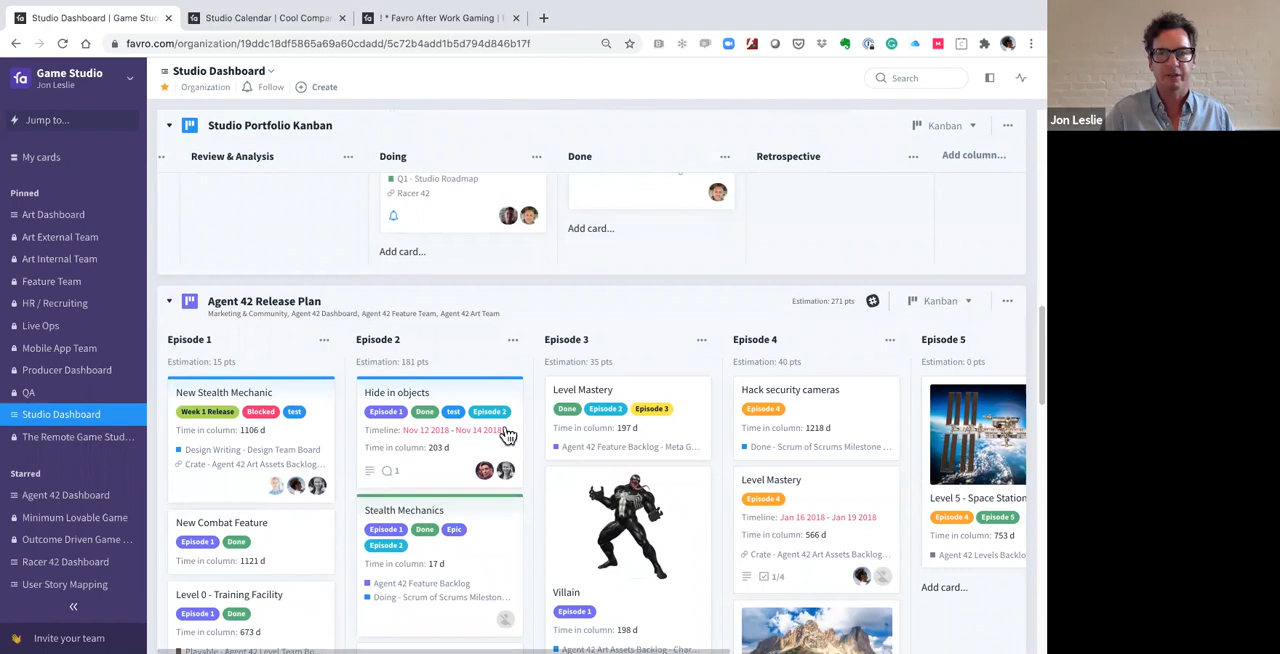 Studio Dashboard | Game Stud
Studio Calendar | Cool Compa
! * Favro After Work Gaming |
favro.com/organization/19ddc18df5865a69a60cdadd/5c72b4add1b5d794d846b17f
fa
Game Studio
Jon Leslie
Jump to...
My cards
Pinned
Art Dashboard
Art External Team
Art Internal Team
Feature Team
HR / Recruiting
Live Ops
Mobile App Team
Producer Dashboard
QA
Studio Dashboard
The Remote Game Stud...
Starred
Agent 42 Dashboard
Minimum Lovable Game
Outcome Driven Game ...
Racer 42 Dashboard
User Story Mapping
Invite your team
Studio Dashboard
Organization
Follow
Create
Search
Studio Portfolio Kanban
Kanban
Review & Analysis
Doing
Done
Retrospective
Add column...
Q1 - Studio Roadmap
Racer 42
Add card...
Add card...
Agent 42 Release Plan
Marketing & Community, Agent 42 Dashboard, Agent 42 Feature Team, Agent 42 Art Team
Estimation: 271 pts
Kanban
Episode 1
Estimation: 15 pts
New Stealth Mechanic
Week 1 Release Blocked test
Time in column: 1106 d
Design Writing - Design Team Board
Crate - Agent 42 Art Assets Backlog...
New Combat Feature
Episode 1 Done
Time in column: 1121 d
Level 0 - Training Facility
Episode 1 Done
Time in column: 673 d
Playable - Agent 42 Level Team Bo...
Episode 2
Estimation: 181 pts
Hide in objects
Episode 1 Done test Episode 2
Timeline: Nov 12 2018 - Nov 14 2018
Time in column: 203 d
1
Stealth Mechanics
Episode 1 Done Epic
Episode 2
Time in column: 17 d
Agent 42 Feature Backlog
Doing - Scrum of Scrums Mileston...
Episode 3
Estimation: 35 pts
Level Mastery
Done Episode 2 Episode 3
Time in column: 197 d
Agent 42 Feature Backlog - Meta G...
Villain
Episode 1
Time in column: 198 d
Agent 42 Art Assets Backlog - Char...
Episode 4
Estimation: 40 pts
Hack security cameras
Episode 4
Time in column: 1218 d
Done - Scrum of Scrums Milestone ...
Level Mastery
Episode 4
Timeline: Jan 16 2018 - Jan 19 2018
Time in column: 566 d
Crate - Agent 42 Art Assets Backlog...
1/4
Episode 5
Estimation: 0 pts
Level 5 - Space Station
Episode 4 Episode 5
Time in column: 753 d
Agent 42 Levels Backlo
Add card...
Jon Leslie